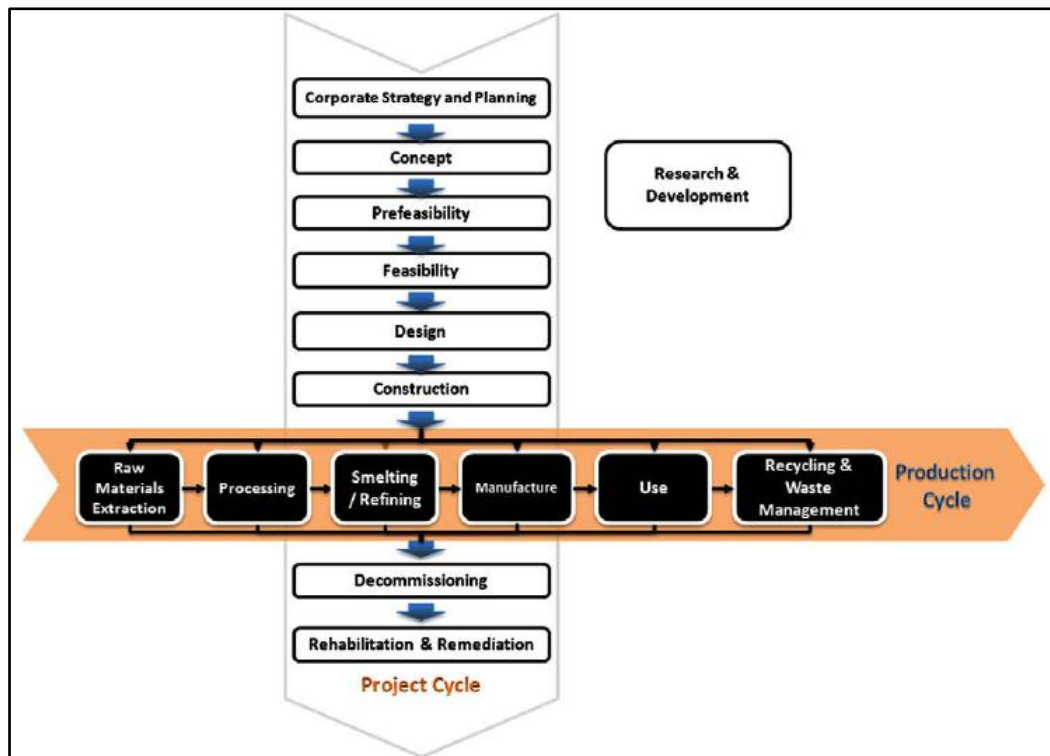 Corporate Strategy and Planning
Concept
Research &
Development
Prefeasibility
Feasibility
Design
Construction
Raw
Materials
Extraction
Processing
Smelting
/ Refining
Manufacture
Use
Recycling &
Waste
Management
Production
Cycle
Decommissioning
Rehabilitation & Remediation
Project Cycle